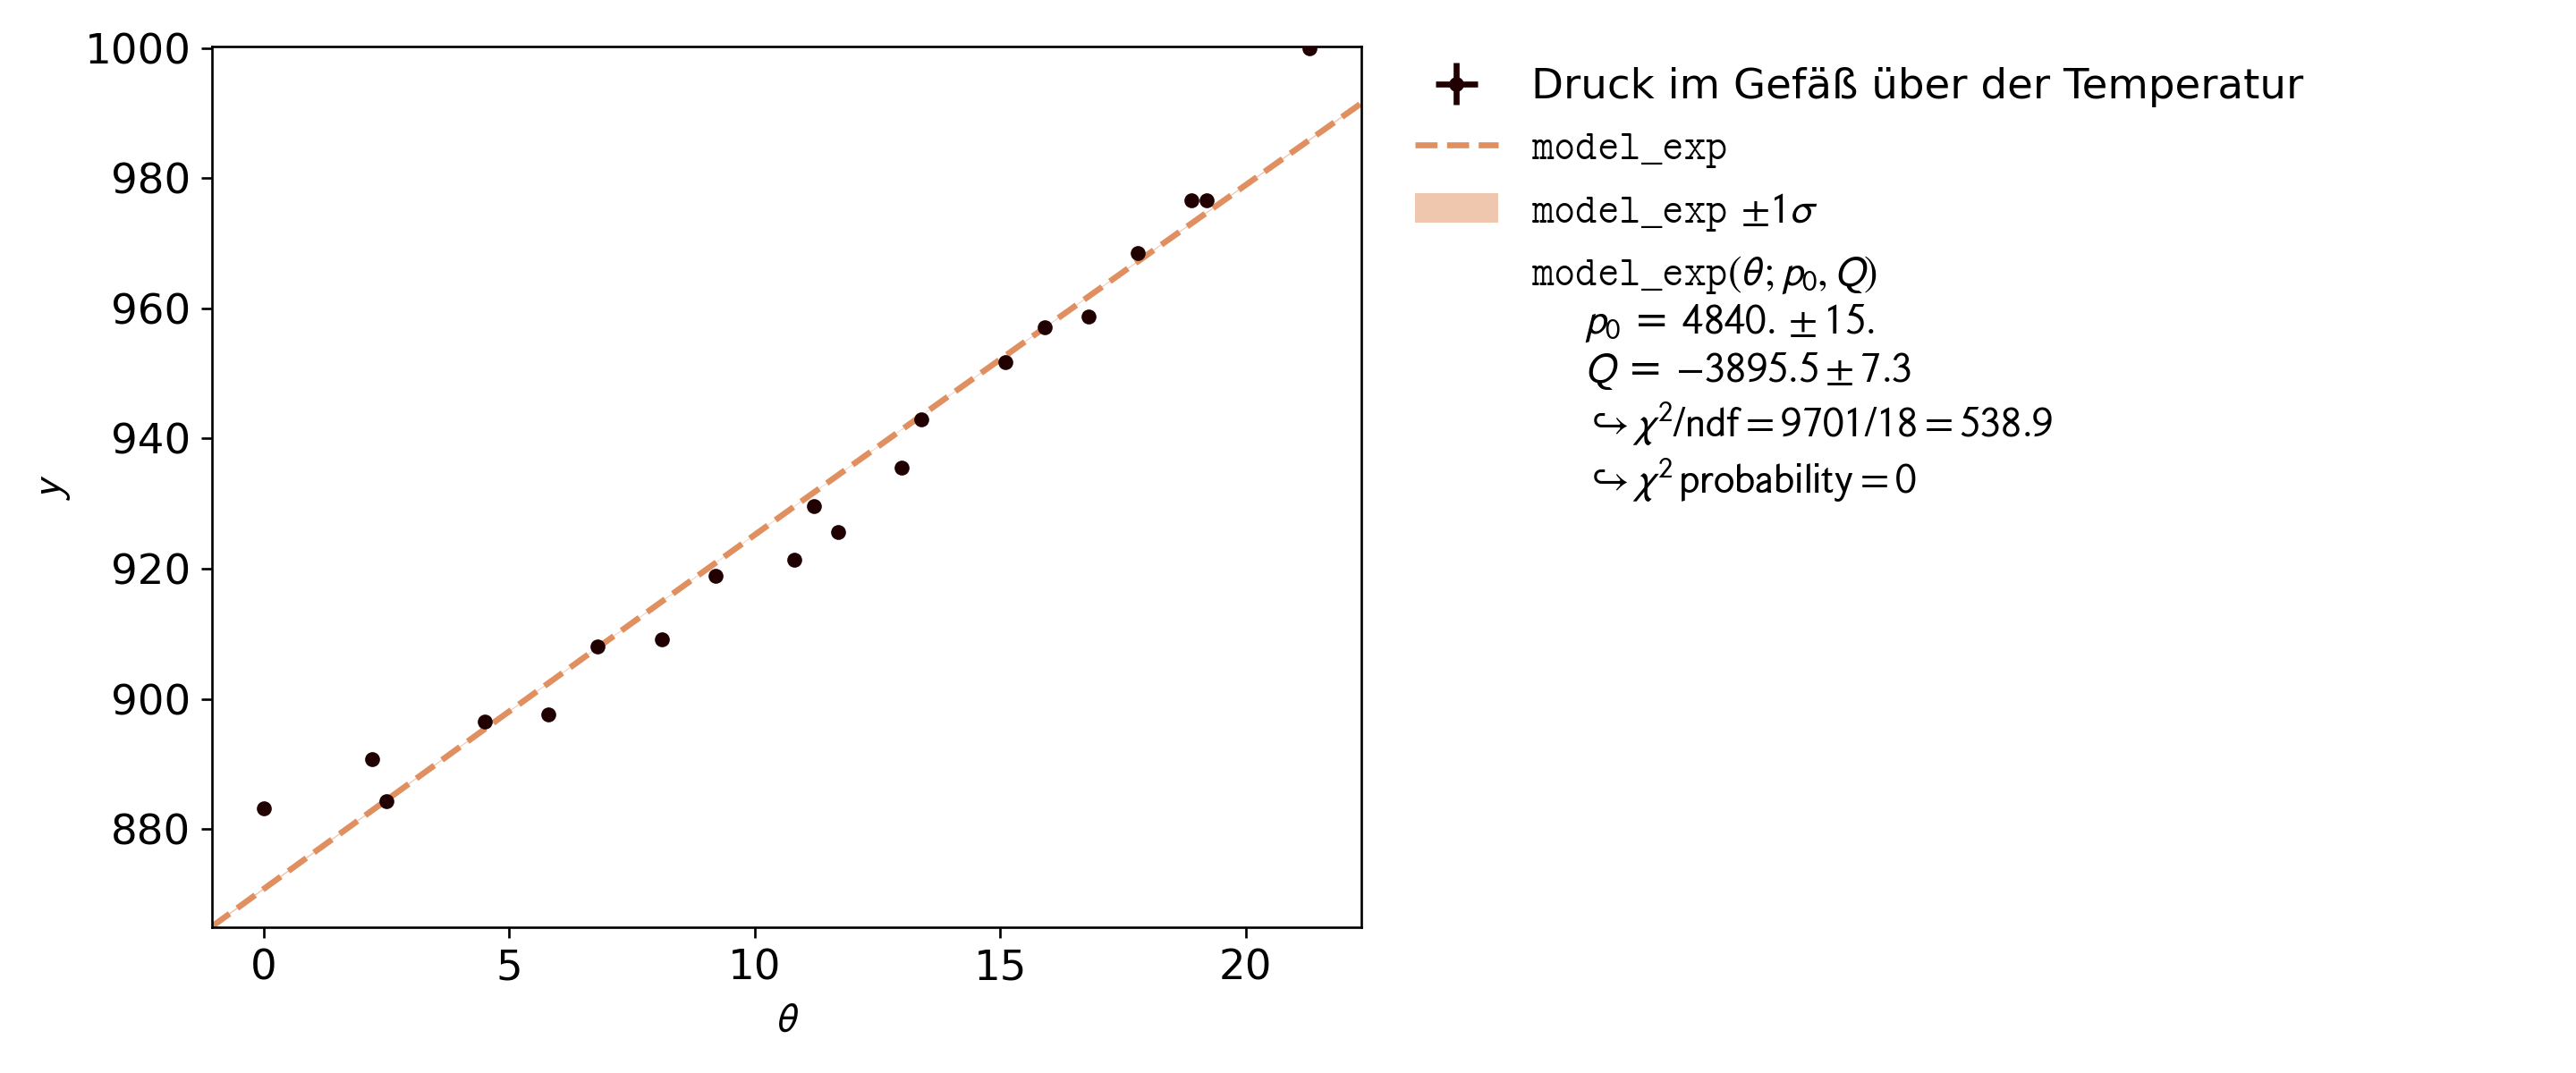 1000
980
960
940
920
900
880
y
0 5 10 15 20
θ
Druck im Gefäß über der Temperatur
model_exp
model_exp ±1σ
model_exp(θ; p₀, Q)
p₀ = 4840. ± 15.
Q = −3895.5 ± 7.3
↪ χ²/ndf = 9701/18 = 538.9
↪ χ² probability = 0